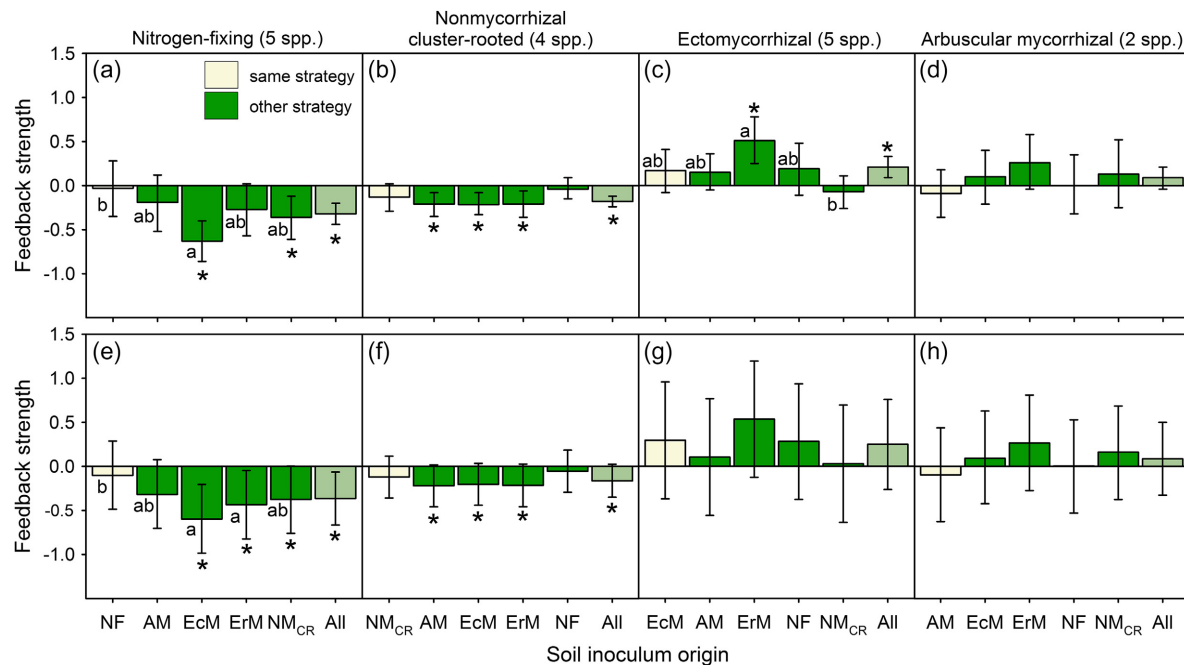 Nitrogen-fixing (5 spp.)
Nonmycorrhizal
cluster-rooted (4 spp.)
Ectomycorrhizal (5 spp.)
Arbuscular mycorrhizal (2 spp.)
Feedback strength
1.5
1.0
0.5
0.0
-0.5
-1.0
(a)
same strategy
other strategy
b
ab
a
*
ab
ab
*
*
(b)
*
*
*
*
(c)
ab
ab
a
*
ab
b
*
(d)
Feedback strength
1.5
1.0
0.5
0.0
-0.5
-1.0
(e)
b
ab
a
*
a
*
ab
*
*
(f)
*
*
*
*
(g)
(h)
NF AM EcM ErM NMCR All
NMCR AM EcM ErM NF All
EcM AM ErM NF NMCR All
AM EcM ErM NF NMCR All
Soil inoculum origin